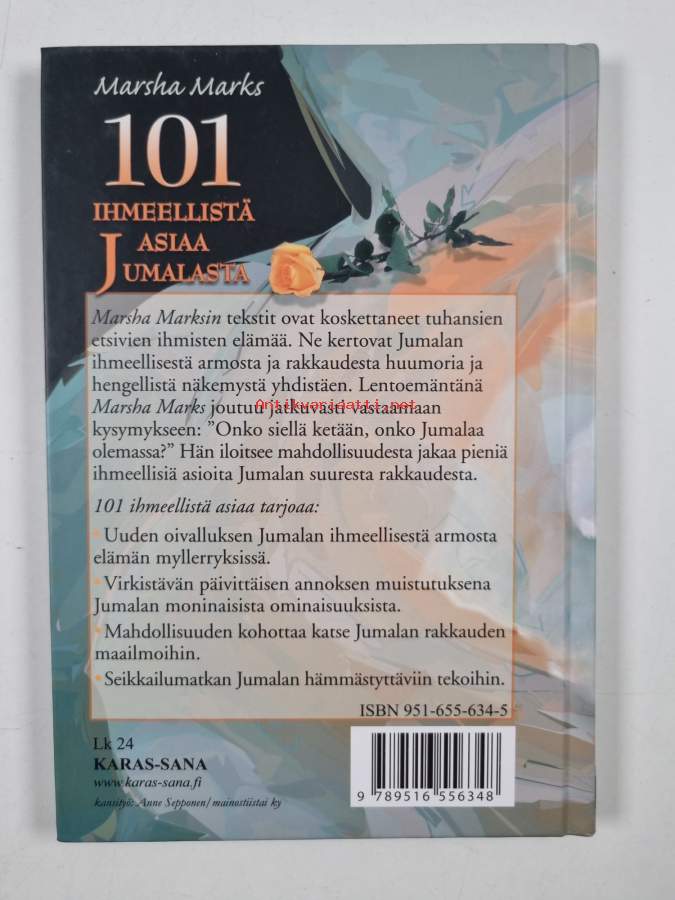 Marsha Marks
101
IHMEELLISTÄ
ASIAA
JUMALASTA
Marsha Marksin tekstit ovat koskettaneet tuhansien
etsivien ihmisten elämää. Ne kertovat Jumalan
ihmeellisestä armosta ja rakkaudesta huumoria ja
hengellistä näkemystä yhdistäen. Lentoemäntänä
Marsha Marks joutuu jatkuvasti vastaamaan
Antikvariaatti.net
kysymykseen: ”Onko siellä ketään, onko Jumalaa
olemassa?” Hän iloitsee mahdollisuudesta jakaa pieniä
ihmeellisiä asioita Jumalan suuresta rakkaudesta.
101 ihmeellistä asiaa tarjoaa:
• Uuden oivalluksen Jumalan ihmeellisestä armosta
elämän myllerryksissä.
• Virkistävän päivittäisen annoksen muistutuksena
Jumalan moninaisista ominaisuuksista.
• Mahdollisuuden kohottaa katse Jumalan rakkauden
maailmoihin.
• Seikkailumatkan Jumalan hämmästyttäviin tekoihin.
ISBN 951-655-634-5
Lk 24
KARAS-SANA
www.karas-sana.fi
kansityö: Anne Sepponen/mainostiistai ky
9 789516 556348